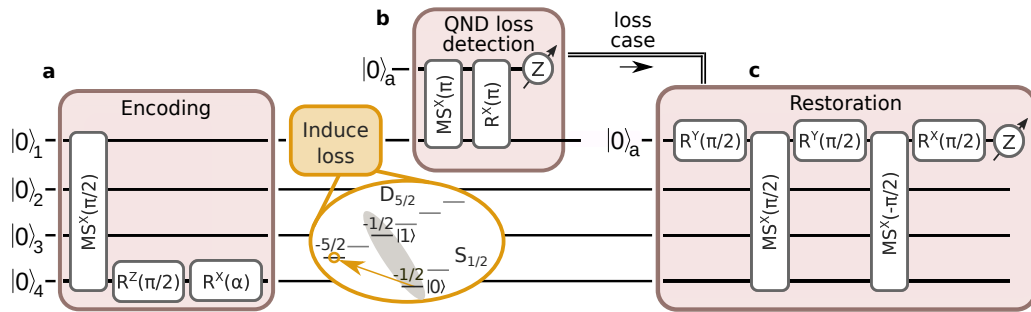 b
QND loss
detection
loss
case
|0⟩a
MSX(π)
RX(π)
Z
a
Encoding
|0⟩1
|0⟩2
|0⟩3
|0⟩4
MSX(π/2)
RZ(π/2)
RX(α)
Induce
loss
D5/2
-1/2
|1⟩
-5/2
S1/2
-1/2
|0⟩
c
Restoration
|0⟩a
RY(π/2)
MSX(π/2)
RY(π/2)
MSX(-π/2)
RX(π/2)
Z